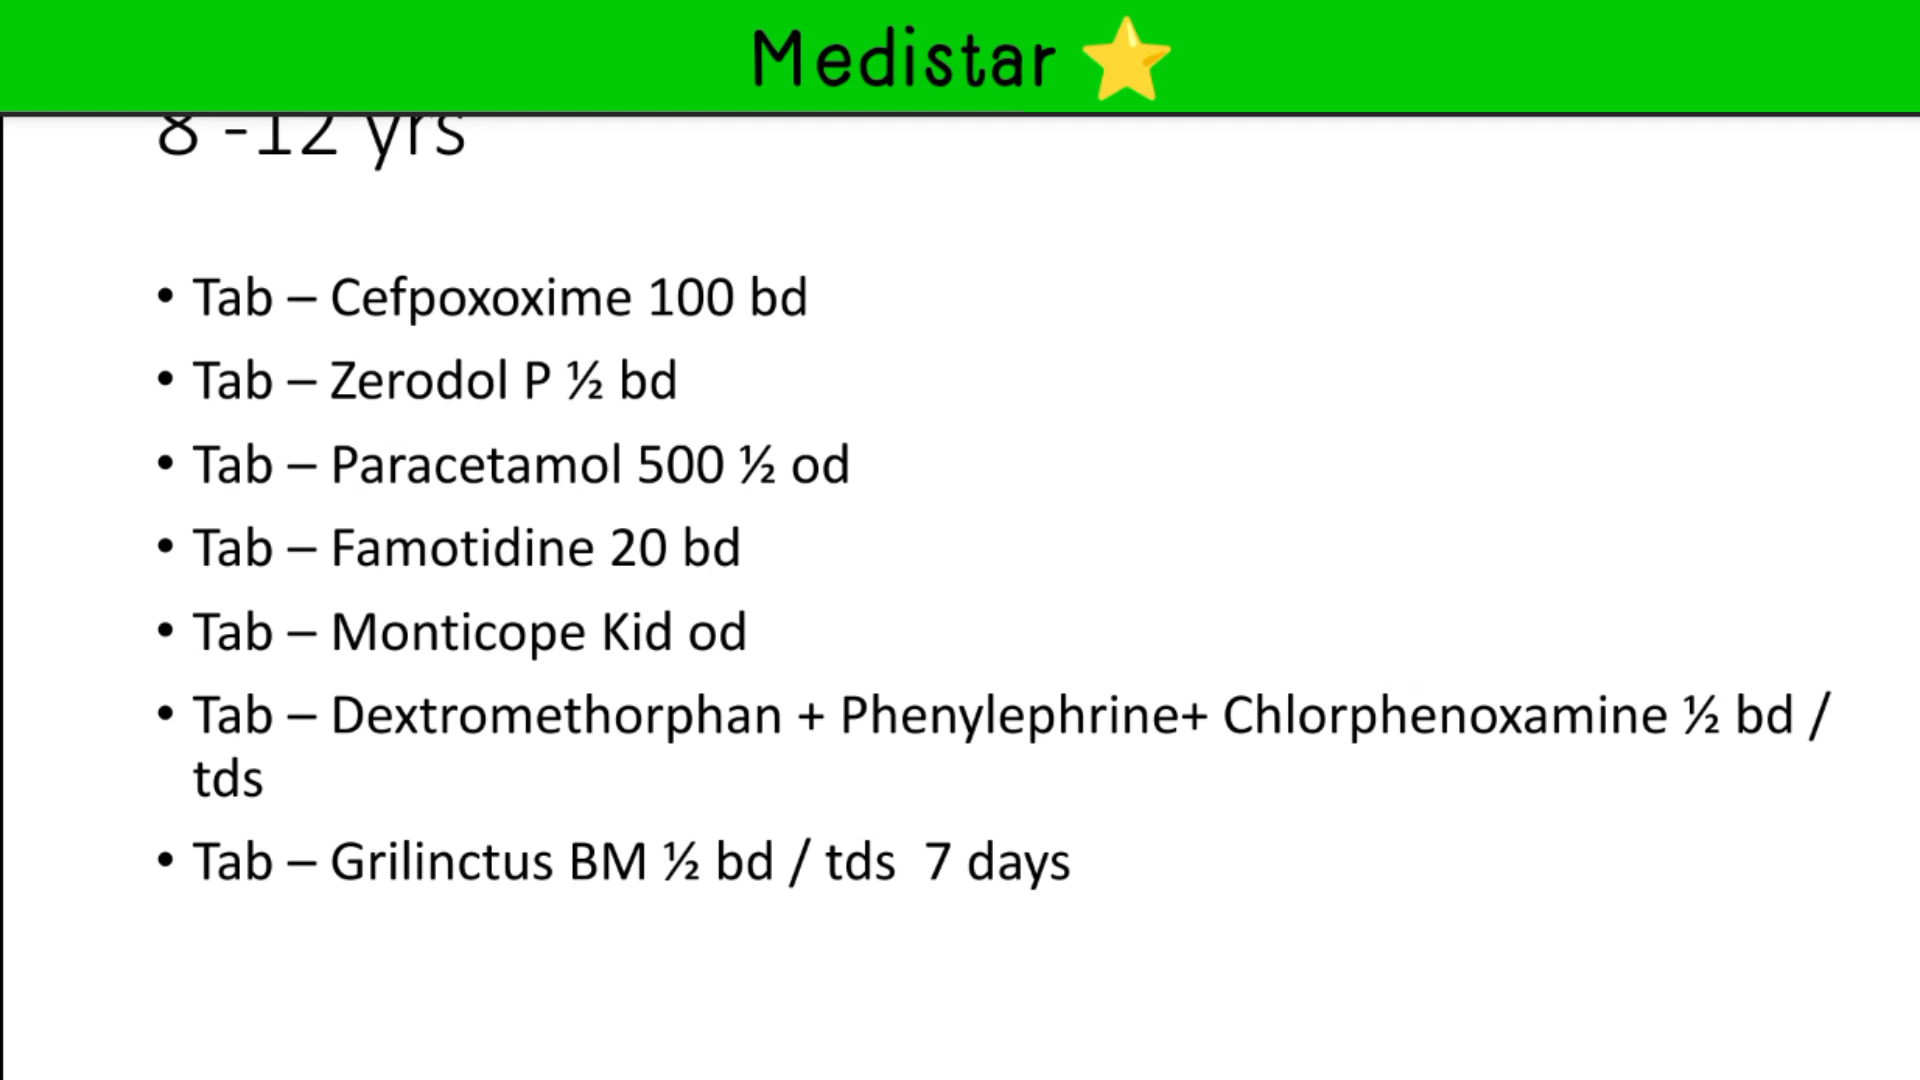 Medistar
8 -12 yrs
• Tab – Cefpoxoxime 100 bd
• Tab – Zerodol P ½ bd
• Tab – Paracetamol 500 ½ od
• Tab – Famotidine 20 bd
• Tab – Monticope Kid od
• Tab – Dextromethorphan + Phenylephrine+ Chlorphenoxamine ½ bd /
tds
• Tab – Grilinctus BM ½ bd / tds  7 days